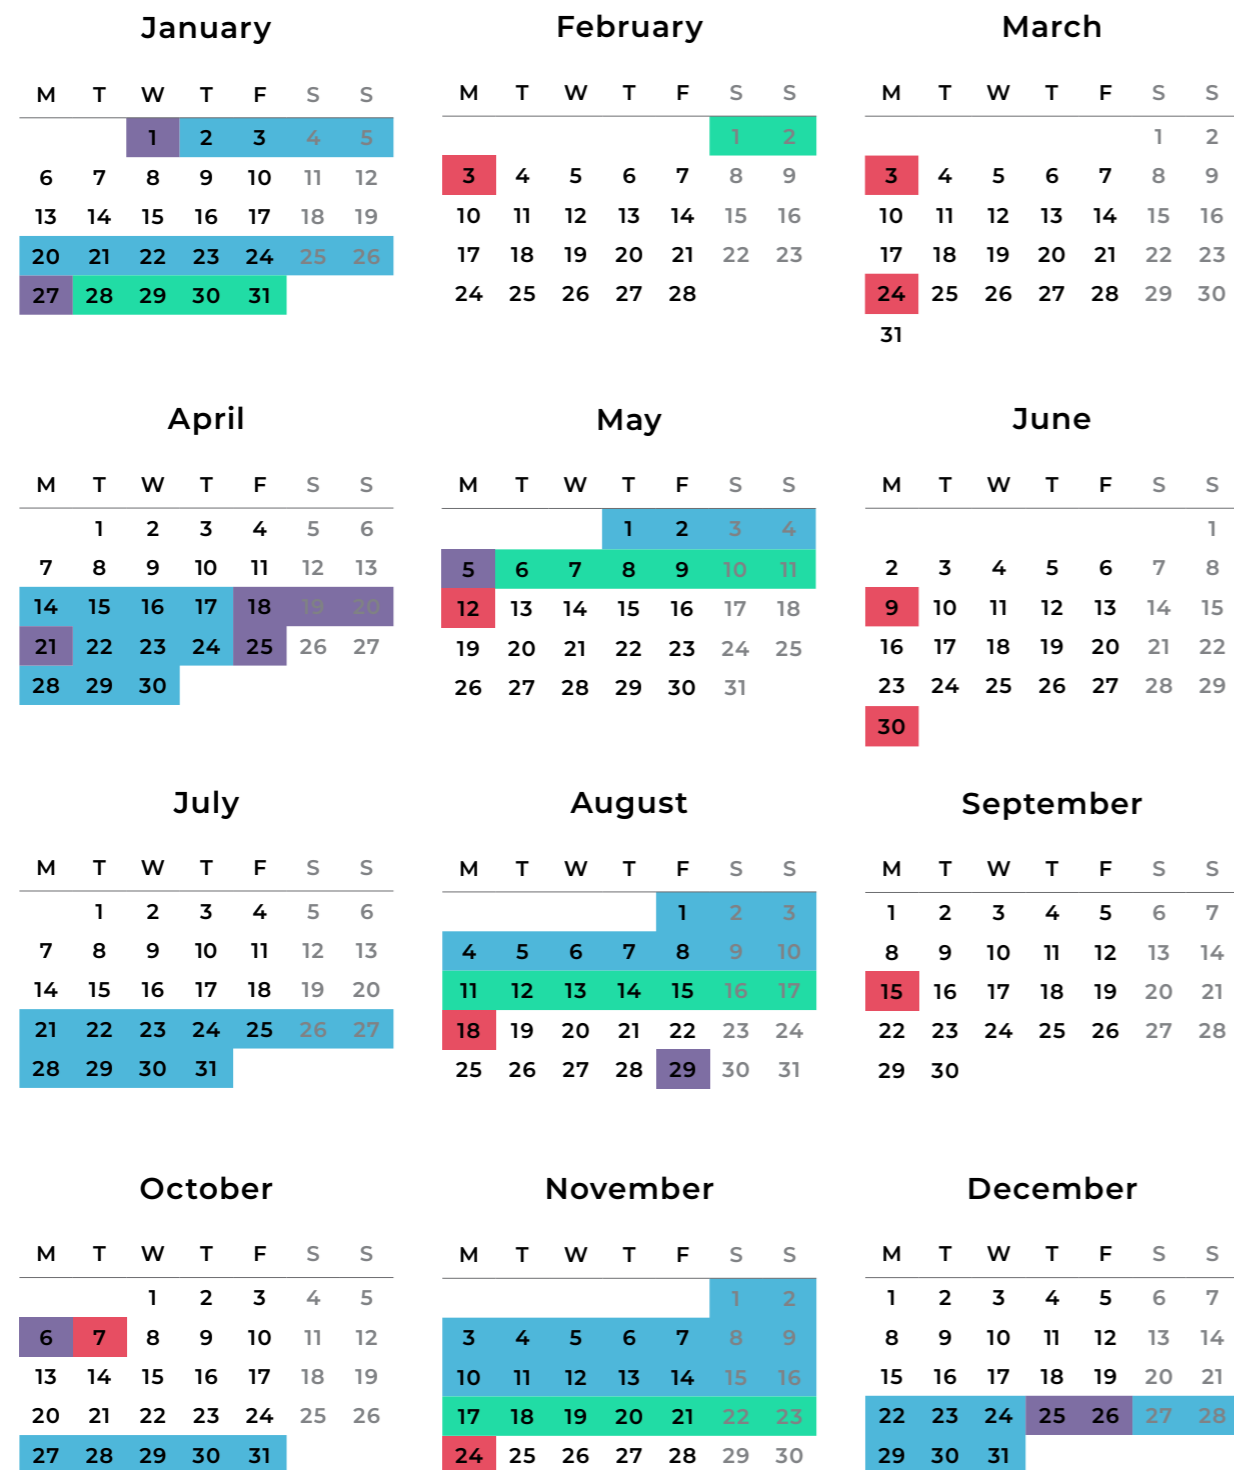 January
M T W T F S S
1 2 3 4 5
6 7 8 9 10 11 12
13 14 15 16 17 18 19
20 21 22 23 24 25 26
27 28 29 30 31
February
M T W T F S S
1 2
3 4 5 6 7 8 9
10 11 12 13 14 15 16
17 18 19 20 21 22 23
24 25 26 27 28
March
M T W T F S S
1 2
3 4 5 6 7 8 9
10 11 12 13 14 15 16
17 18 19 20 21 22 23
24 25 26 27 28 29 30
31
April
M T W T F S S
1 2 3 4 5 6
7 8 9 10 11 12 13
14 15 16 17 18 19 20
21 22 23 24 25 26 27
28 29 30
May
M T W T F S S
1 2 3 4
5 6 7 8 9 10 11
12 13 14 15 16 17 18
19 20 21 22 23 24 25
26 27 28 29 30 31
June
M T W T F S S
1
2 3 4 5 6 7 8
9 10 11 12 13 14 15
16 17 18 19 20 21 22
23 24 25 26 27 28 29
30
July
M T W T F S S
1 2 3 4 5 6
7 8 9 10 11 12 13
14 15 16 17 18 19 20
21 22 23 24 25 26 27
28 29 30 31
August
M T W T F S S
1 2 3
4 5 6 7 8 9 10
11 12 13 14 15 16 17
18 19 20 21 22 23 24
25 26 27 28 29 30 31
September
M T W T F S S
1 2 3 4 5 6 7
8 9 10 11 12 13 14
15 16 17 18 19 20 21
22 23 24 25 26 27 28
29 30
October
M T W T F S S
1 2 3 4 5
6 7 8 9 10 11 12
13 14 15 16 17 18 19
20 21 22 23 24 25 26
27 28 29 30 31
November
M T W T F S S
1 2
3 4 5 6 7 8 9
10 11 12 13 14 15 16
17 18 19 20 21 22 23
24 25 26 27 28 29 30
December
M T W T F S S
1 2 3 4 5 6 7
8 9 10 11 12 13 14
15 16 17 18 19 20 21
22 23 24 25 26 27 28
29 30 31